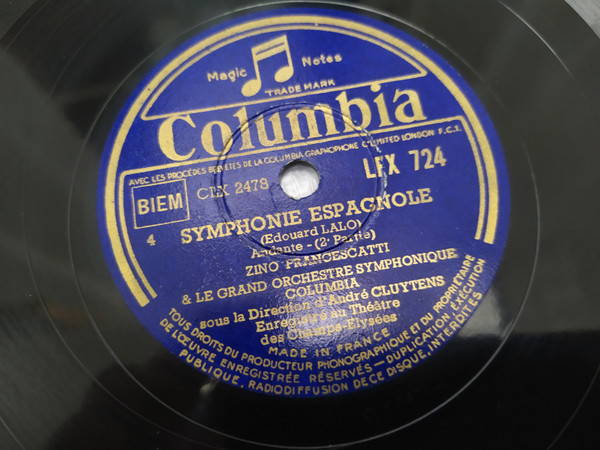 Magic Notes
TRADE MARK
Columbia
AVEC LES PROCÉDÉS BREVETÉS DE LA COLUMBIA GRAPHOPHONE C° LIMITED LONDON F.C.E.
BIEM
CLX 2478
LFX 724
4
SYMPHONIE ESPAGNOLE
(Edouard LALO)
Andante - (2e Partie)
ZINO FRANCESCATTI
& LE GRAND ORCHESTRE SYMPHONIQUE
COLUMBIA
sous la Direction d'André CLUYTENS
Enregistré au Théâtre
des Champs-Elysées
MADE IN FRANCE
TOUS DROITS DU PRODUCTEUR PHONOGRAPHIQUE ET DU PROPRIÉTAIRE
DE L'ŒUVRE ENREGISTRÉE RÉSERVÉS - DUPLICATION EXÉCUTION
PUBLIQUE, RADIODIFFUSION DE CE DISQUE, INTERDITES